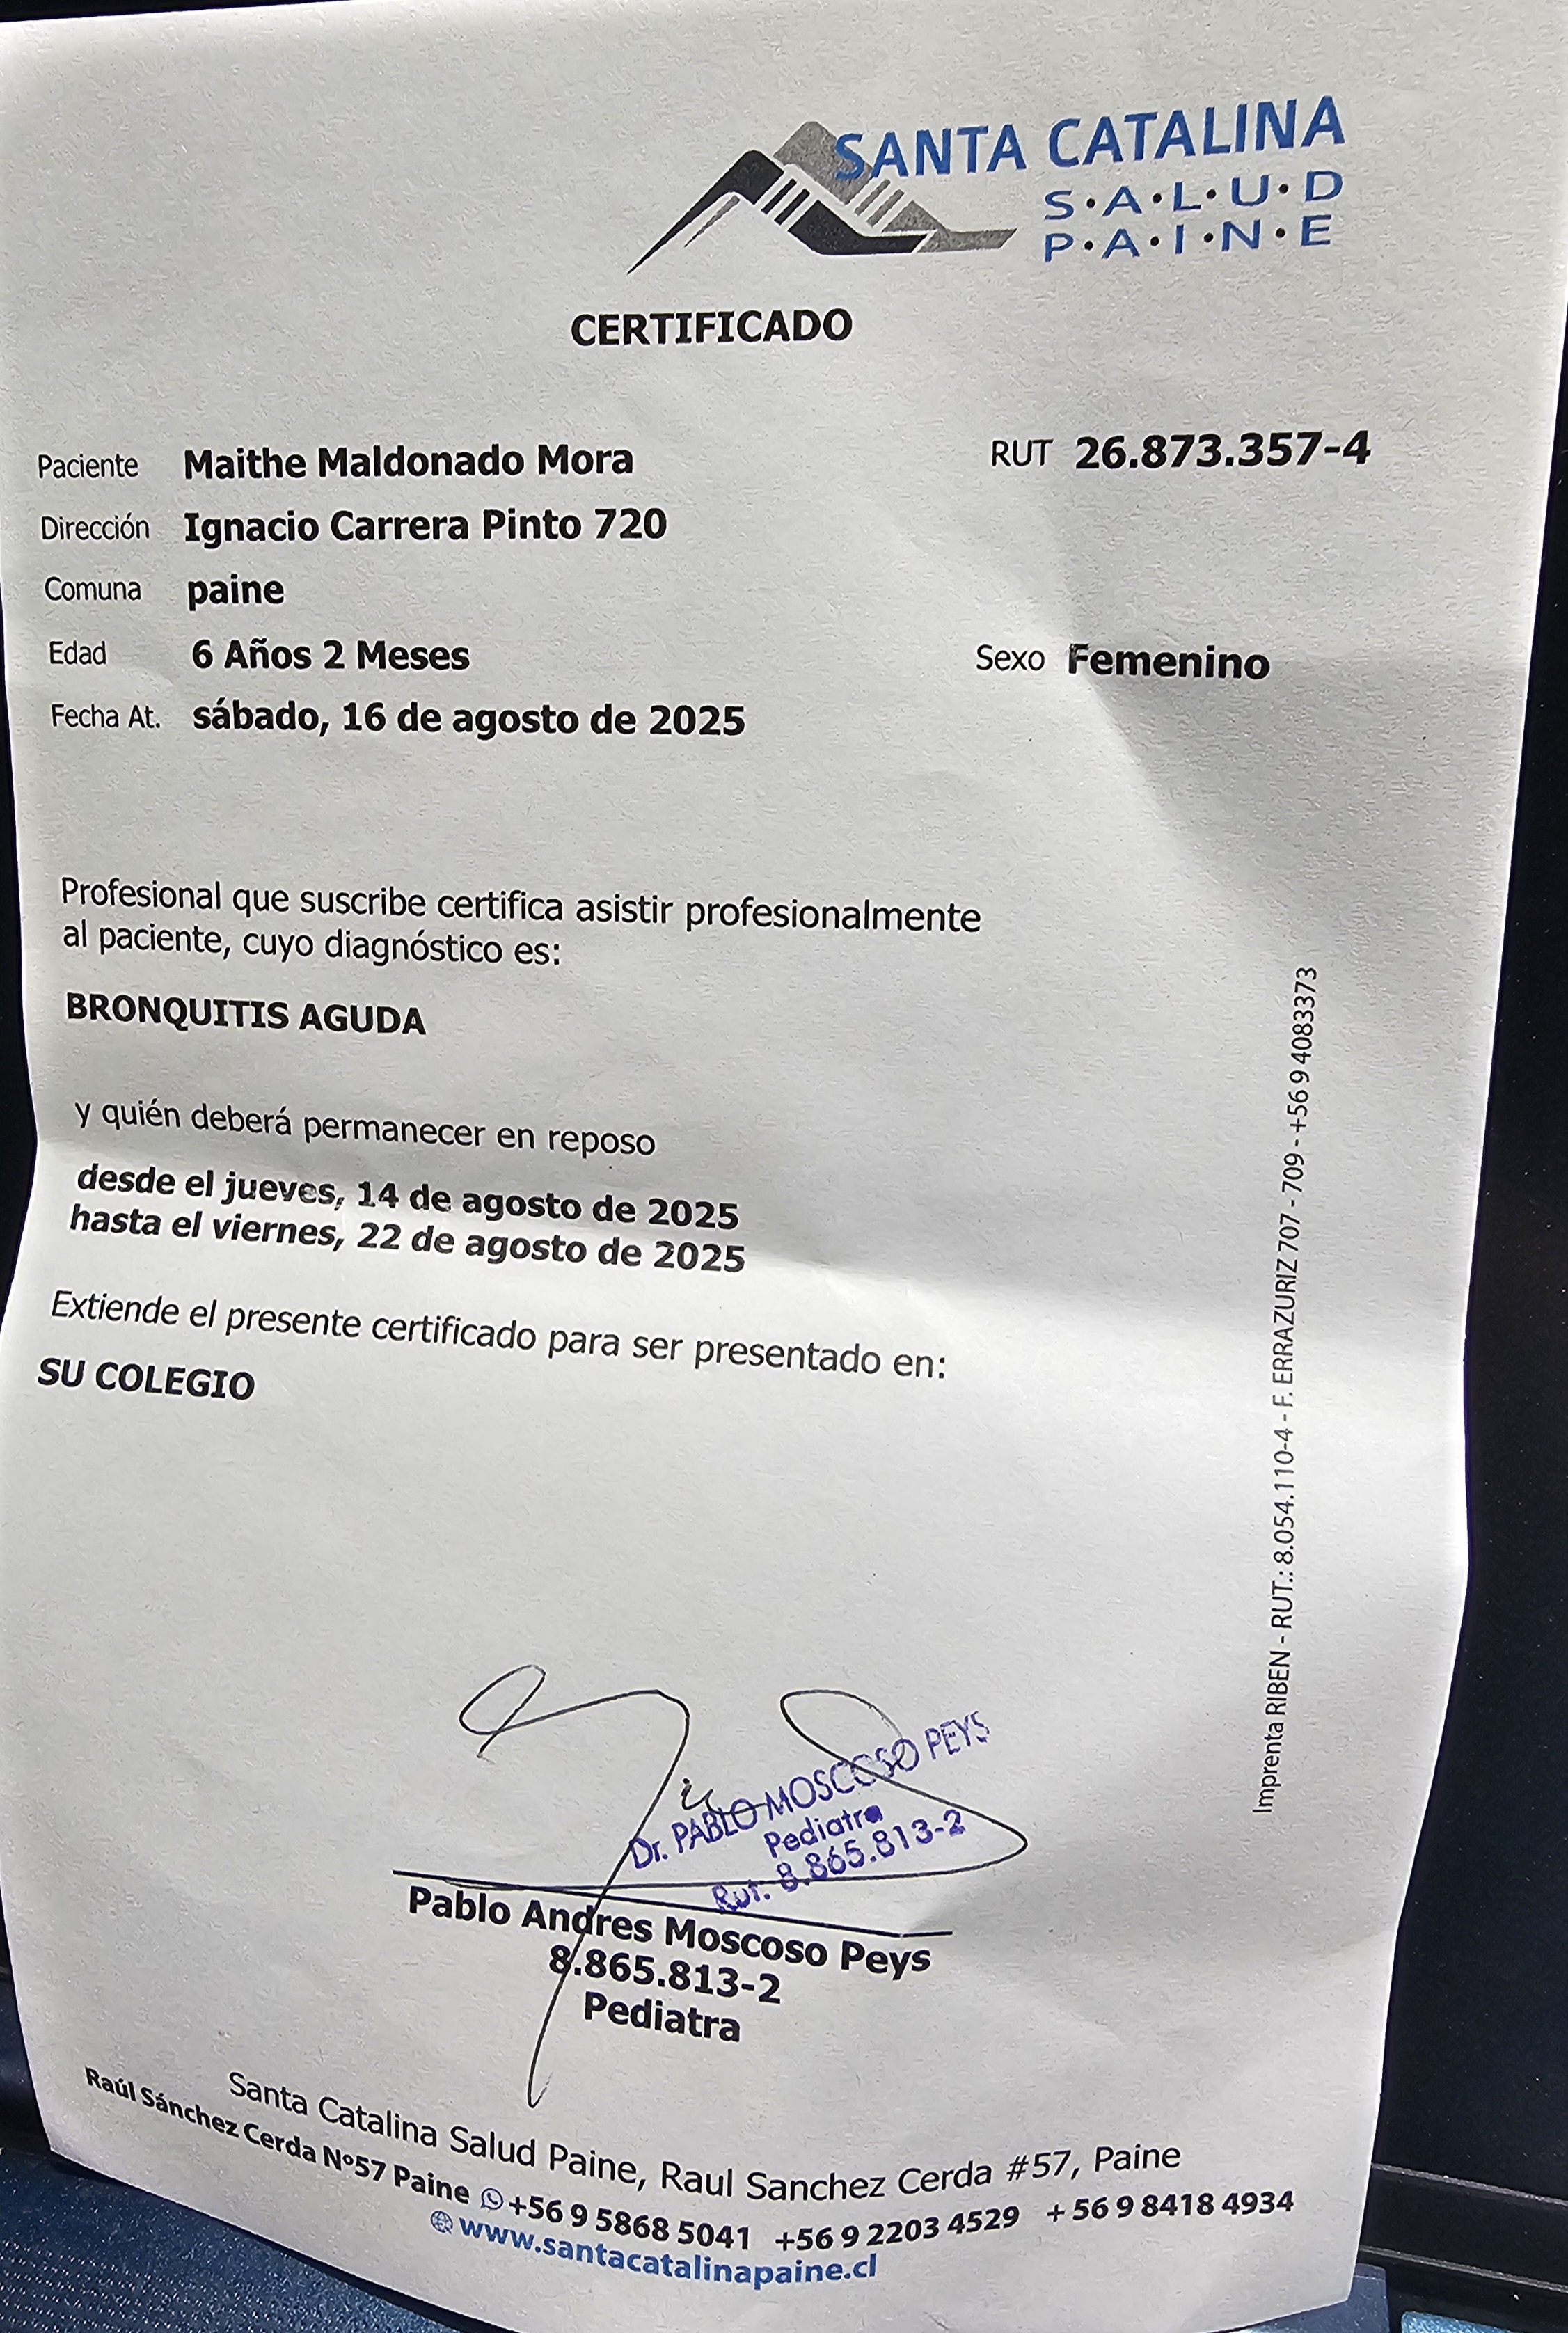 SANTA CATALINA
S·A·L·U·D
P·A·I·N·E
CERTIFICADO
Paciente Maithe Maldonado Mora RUT 26.873.357-4
Dirección Ignacio Carrera Pinto 720
Comuna paine
Edad 6 Años 2 Meses Sexo Femenino
Fecha At. sábado, 16 de agosto de 2025
Profesional que suscribe certifica asistir profesionalmente
al paciente, cuyo diagnóstico es:
BRONQUITIS AGUDA
y quién deberá permanecer en reposo
desde el jueves, 14 de agosto de 2025
hasta el viernes, 22 de agosto de 2025
Extiende el presente certificado para ser presentado en:
SU COLEGIO
Imprenta RIBEN - RUT.: 8.054.110-4 - F. ERRAZURIZ 707 - 709 - +56 9 4083373
Dr. PABLO MOSCOSO PEYS
Pediatra
Rut. 8.865.813-2
Pablo Andres Moscoso Peys
8.865.813-2
Pediatra
Santa Catalina Salud Paine, Raul Sanchez Cerda #57, Paine
Raúl Sánchez Cerda Nº57 Paine +56 9 5868 5041 +56 9 2203 4529 + 56 9 8418 4934
www.santacatalinapaine.cl